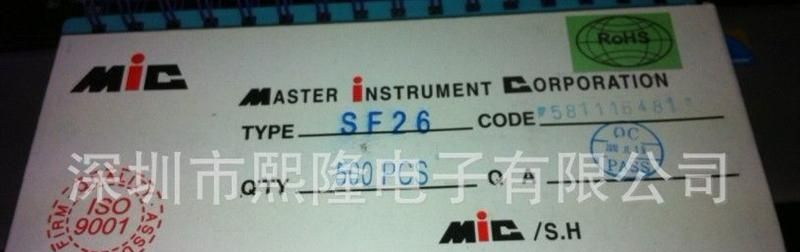 RoHS
MIC
MASTER INSTRUMENT CORPORATION
TYPE SF26 CODE
QC
PASS
深圳市熙隆电子有限公司
QTY 500 PCS Q A
ISO
9001
FIRM
MIC /S.H